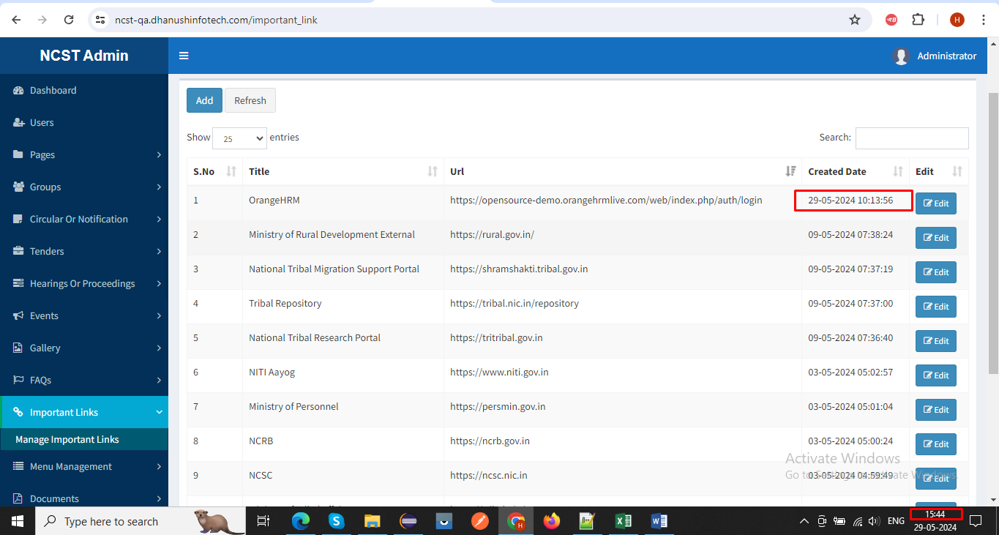 ncst-qa.dhanushinfotech.com/important_link
H
NCST Admin
Administrator
Dashboard
Users
Pages
Groups
Circular Or Notification
Tenders
Hearings Or Proceedings
Events
Gallery
FAQs
Important Links
Manage Important Links
Menu Management
Documents
Add Refresh
Show 25 entries Search:
S.No Title Url Created Date Edit
1 OrangeHRM https://opensource-demo.orangehrmlive.com/web/index.php/auth/login 29-05-2024 10:13:56 Edit
2 Ministry of Rural Development External https://rural.gov.in/ 09-05-2024 07:38:24 Edit
3 National Tribal Migration Support Portal https://shramshakti.tribal.gov.in 09-05-2024 07:37:19 Edit
4 Tribal Repository https://tribal.nic.in/repository 09-05-2024 07:37:00 Edit
5 National Tribal Research Portal https://tritribal.gov.in 09-05-2024 07:36:40 Edit
6 NITI Aayog https://www.niti.gov.in 03-05-2024 05:02:57 Edit
7 Ministry of Personnel https://persmin.gov.in 03-05-2024 05:01:04 Edit
8 NCRB https://ncrb.gov.in 03-05-2024 05:00:24 Edit
9 NCSC https://ncsc.nic.in 03-05-2024 04:59:49 Edit
Activate Windows
Go to Settings to activate Windows.
Type here to search
ENG
15:44
29-05-2024